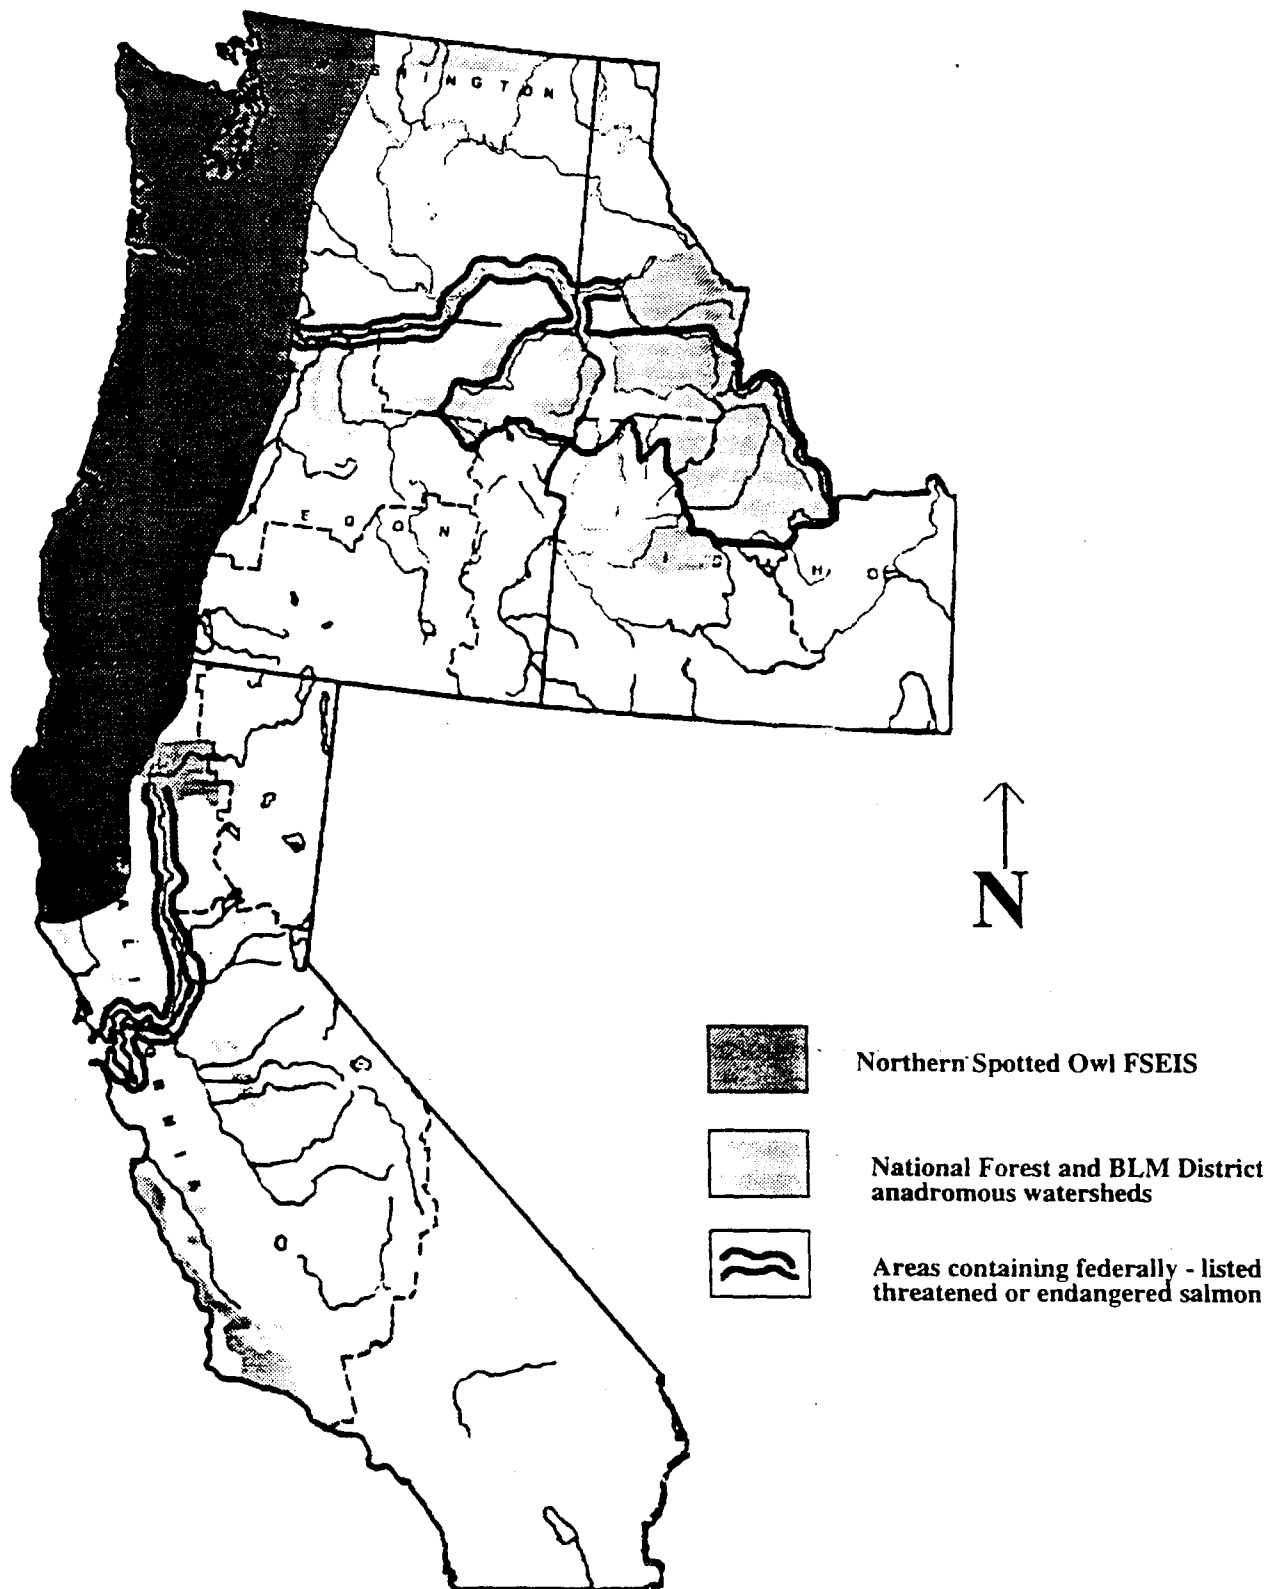 S H I N G T O N
E G O N
I D H O
A L I
R N I A
N
Northern Spotted Owl FSEIS
National Forest and BLM District
anadromous watersheds
Areas containing federally - listed
threatened or endangered salmon